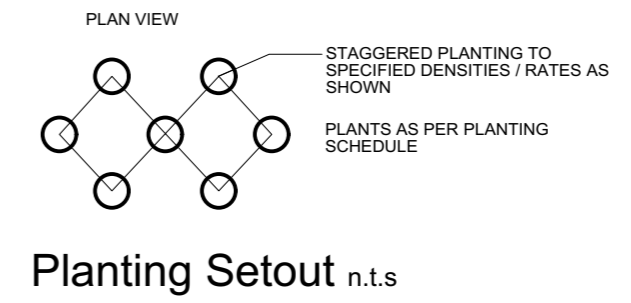 PLAN VIEW
STAGGERED PLANTING TO
SPECIFIED DENSITIES / RATES AS
SHOWN
PLANTS AS PER PLANTING
SCHEDULE
Planting Setout n.t.s